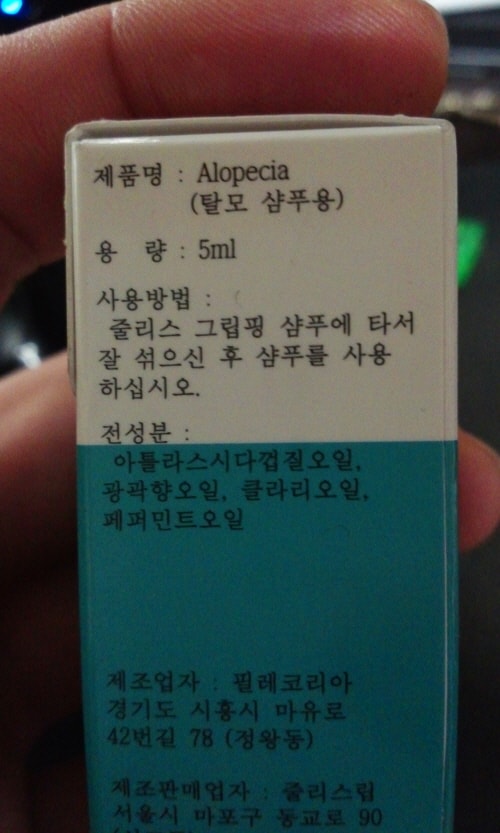 제품명 : Alopecia
(탈모 샴푸용)
용 량 : 5ml
사용방법 :
줄리스 그립핑 샴푸에 타서
잘 섞으신 후 샴푸를 사용
하십시오.
전성분 :
아틀라스시다껍질오일,
광곽향오일, 클라리오일,
페퍼민트오일
제조업자 : 필레코리아
경기도 시흥시 마유로
42번길 78 (정왕동)
제조판매업자 : 줄리스럽
서울시 마포구 동교로 90